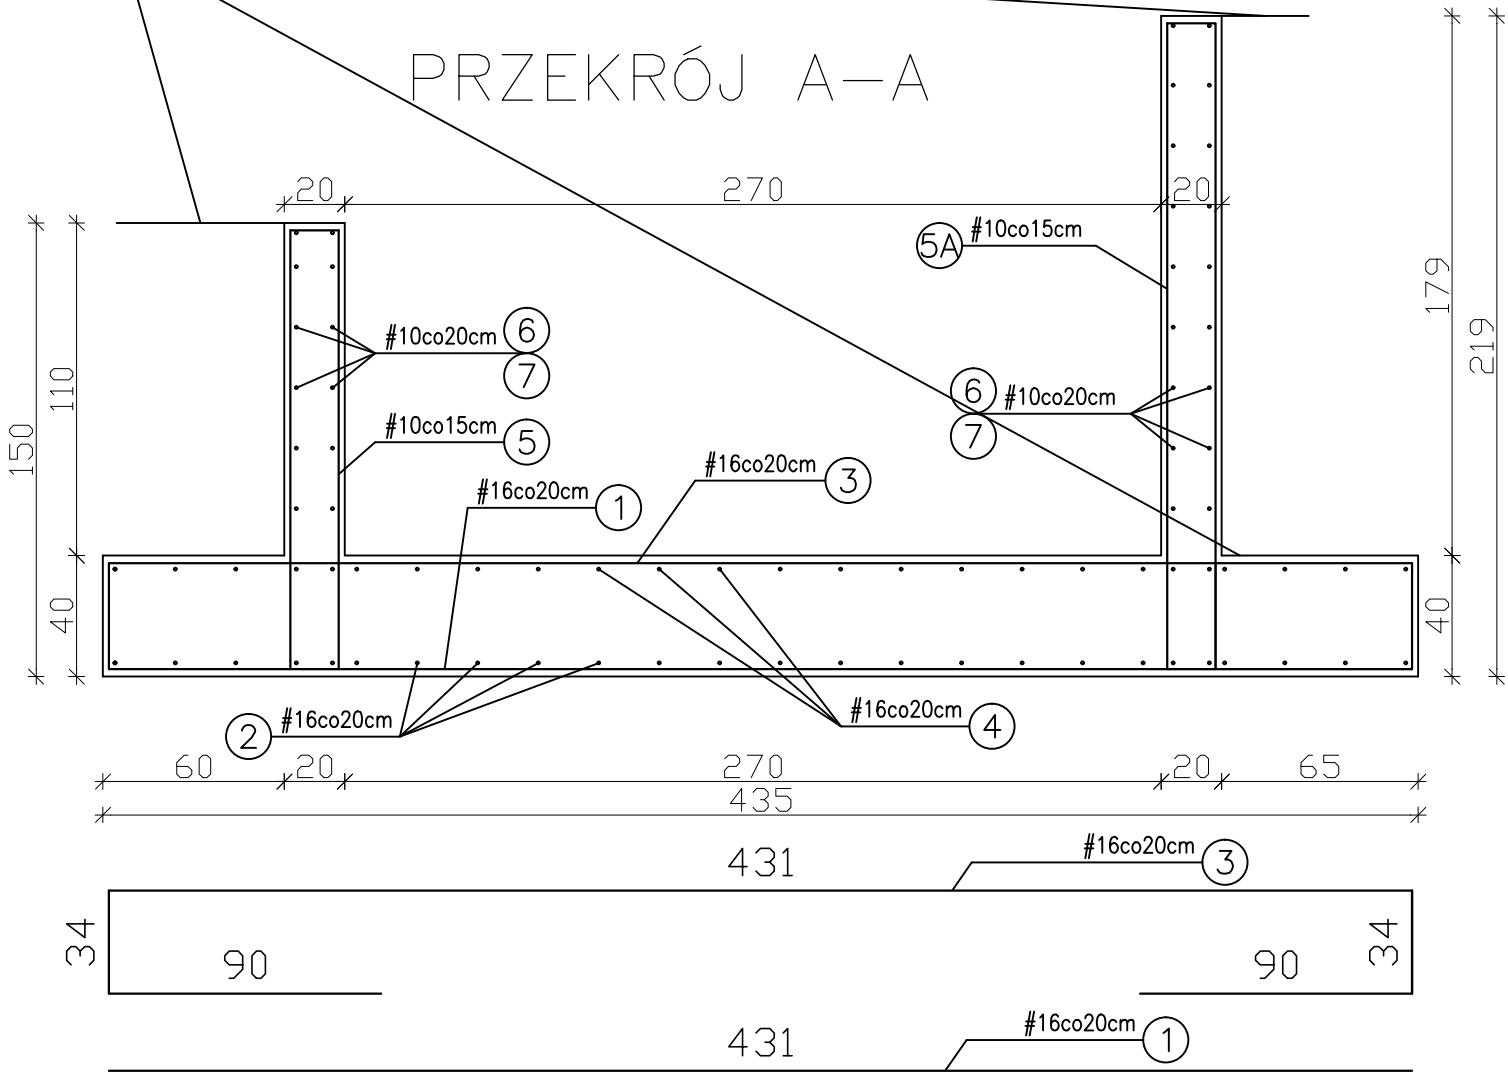 PRZEKRÓJ A-A
20
270
20
5A #10co15cm
179
219
#10co20cm 6
7
110
150
#10co15cm 5
6 #10co20cm
7
#16co20cm 3
#16co20cm 1
40
40
2 #16co20cm
#16co20cm 4
60
20
270
20
65
435
431
#16co20cm 3
34
90
90
34
431
#16co20cm 1